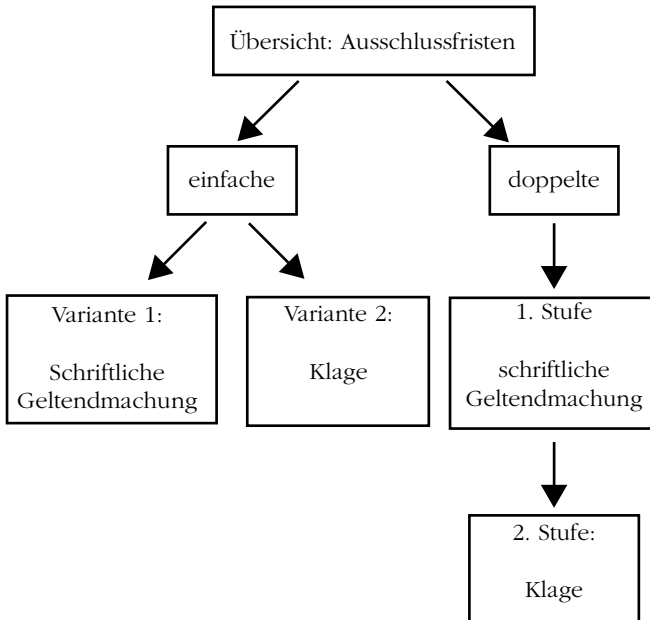 Übersicht: Ausschlussfristen
einfache
doppelte
Variante 1:
Schriftliche
Geltendmachung
Variante 2:
Klage
1. Stufe
schriftliche
Geltendmachung
2. Stufe:
Klage